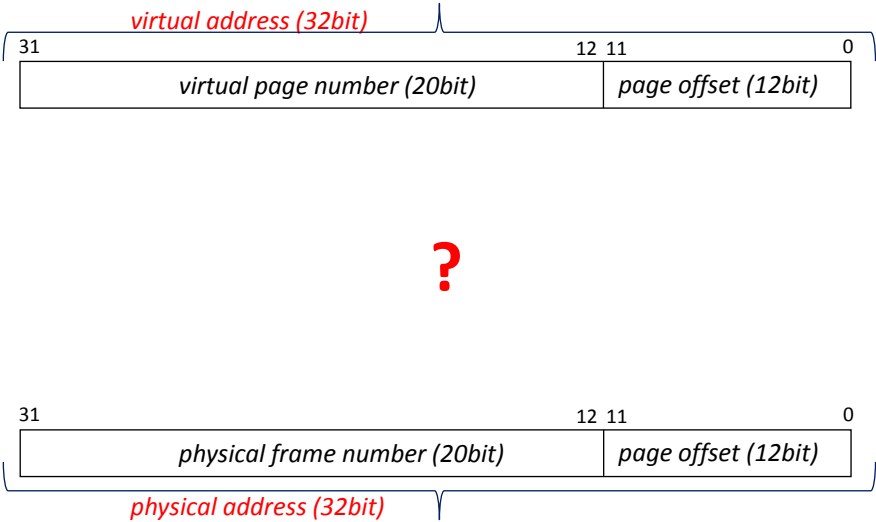 virtual address (32bit)
31 12 11 0
virtual page number (20bit) page offset (12bit)
?
31 12 11 0
physical frame number (20bit) page offset (12bit)
physical address (32bit)